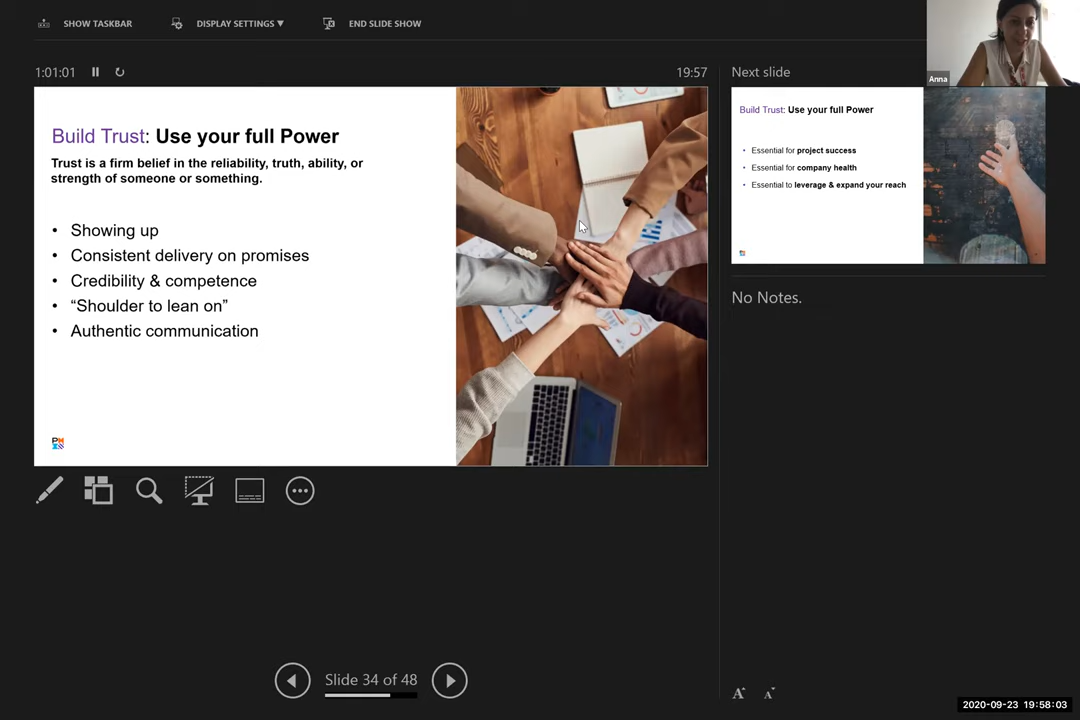 SHOW TASKBAR
DISPLAY SETTINGS ▼
END SLIDE SHOW
Anna
1:01:01
19:57
Build Trust: Use your full Power
Trust is a firm belief in the reliability, truth, ability, or
strength of someone or something.
• Showing up
• Consistent delivery on promises
• Credibility & competence
• “Shoulder to lean on”
• Authentic communication
PM
Next slide
Build Trust: Use your full Power
• Essential for project success
• Essential for company health
• Essential to leverage & expand your reach
No Notes.
Slide 34 of 48
A A
2020-09-23 19:58:03